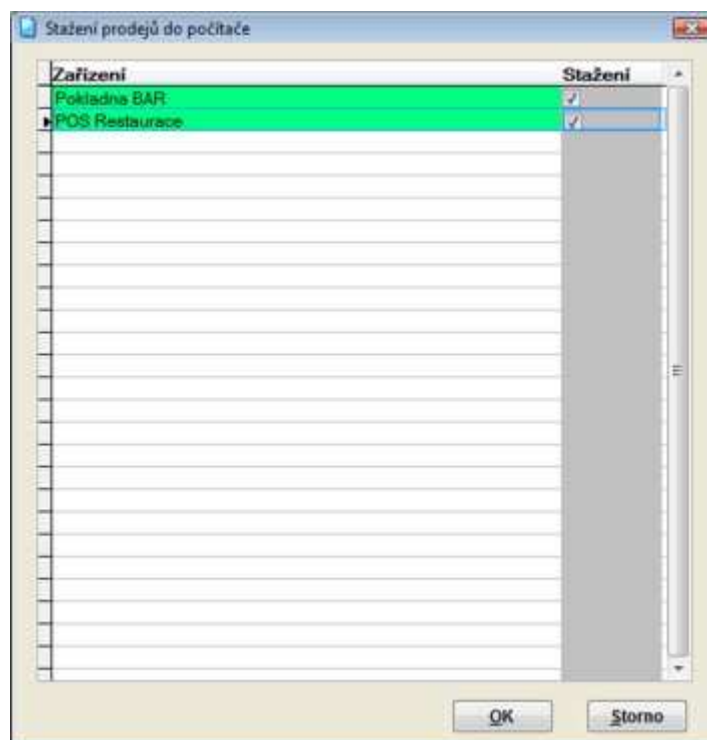 Stažení prodejů do počítače
Zařízení Stažení
Pokladna BAR
POS Restaurace
OK Storno